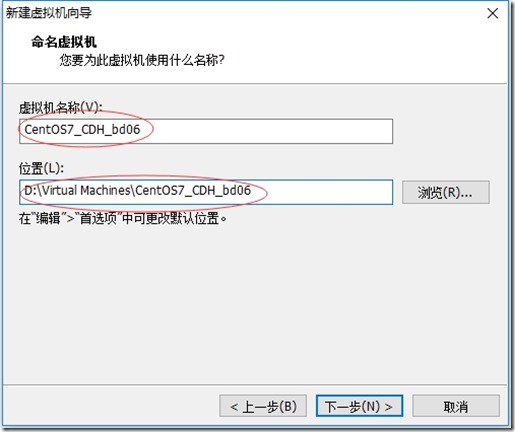 新建虚拟机向导
命名虚拟机
您要为此虚拟机使用什么名称?
虚拟机名称(V):
CentOS7_CDH_bd06
位置(L):
D:\Virtual Machines\CentOS7_CDH_bd06
浏览(R)...
在“编辑”>“首选项”中可更改默认位置。
< 上一步(B)
下一步(N) >
取消